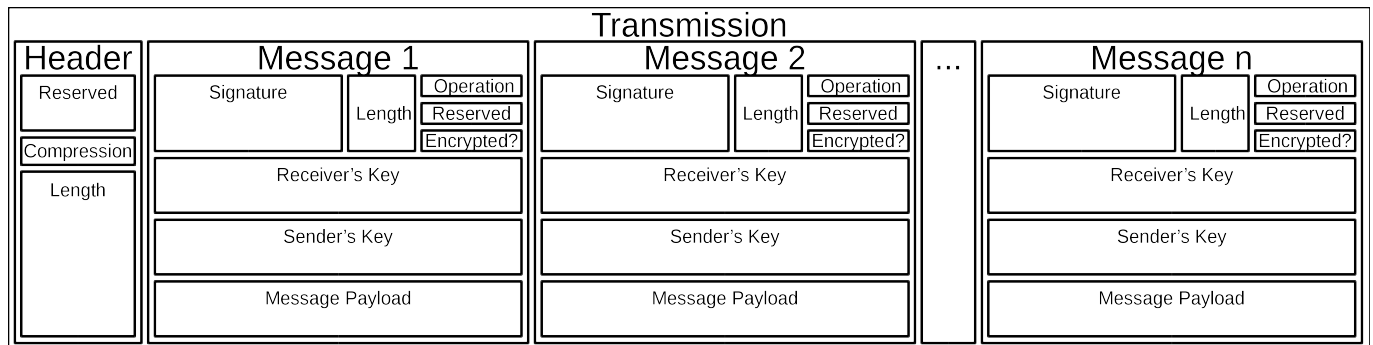 Transmission
Header
Reserved
Compression
Length
Message 1
Signature
Length
Operation
Reserved
Encrypted?
Receiver's Key
Sender's Key
Message Payload
Message 2
Signature
Length
Operation
Reserved
Encrypted?
Receiver's Key
Sender's Key
Message Payload
...
Message n
Signature
Length
Operation
Reserved
Encrypted?
Receiver's Key
Sender's Key
Message Payload